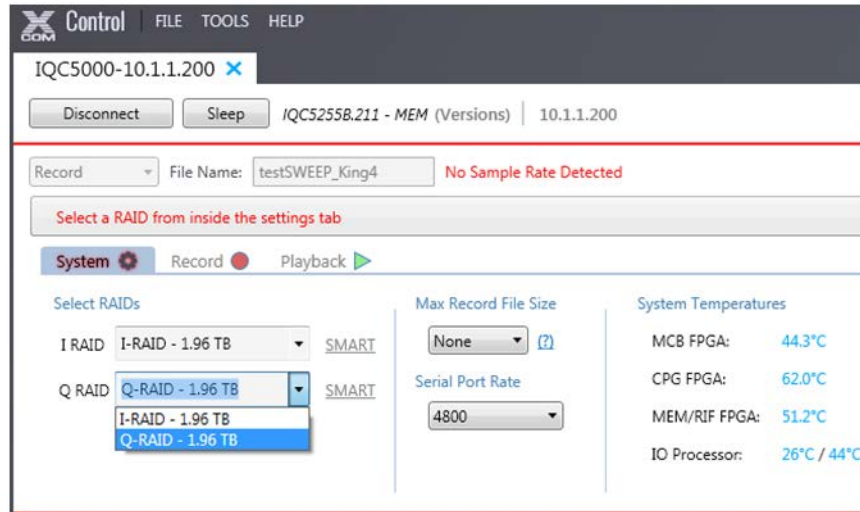 XCOM Control FILE TOOLS HELP
IQC5000-10.1.1.200 ×
Disconnect Sleep IQC5255B.211 - MEM (Versions) 10.1.1.200
Record File Name: testSWEEP_King4 No Sample Rate Detected
Select a RAID from inside the settings tab
System Record Playback
Select RAIDs Max Record File Size System Temperatures
I RAID I-RAID - 1.96 TB SMART None (?) MCB FPGA: 44.3°C
Q RAID Q-RAID - 1.96 TB SMART Serial Port Rate CPG FPGA: 62.0°C
I-RAID - 1.96 TB 4800 MEM/RIF FPGA: 51.2°C
Q-RAID - 1.96 TB
IO Processor: 26°C / 44°C